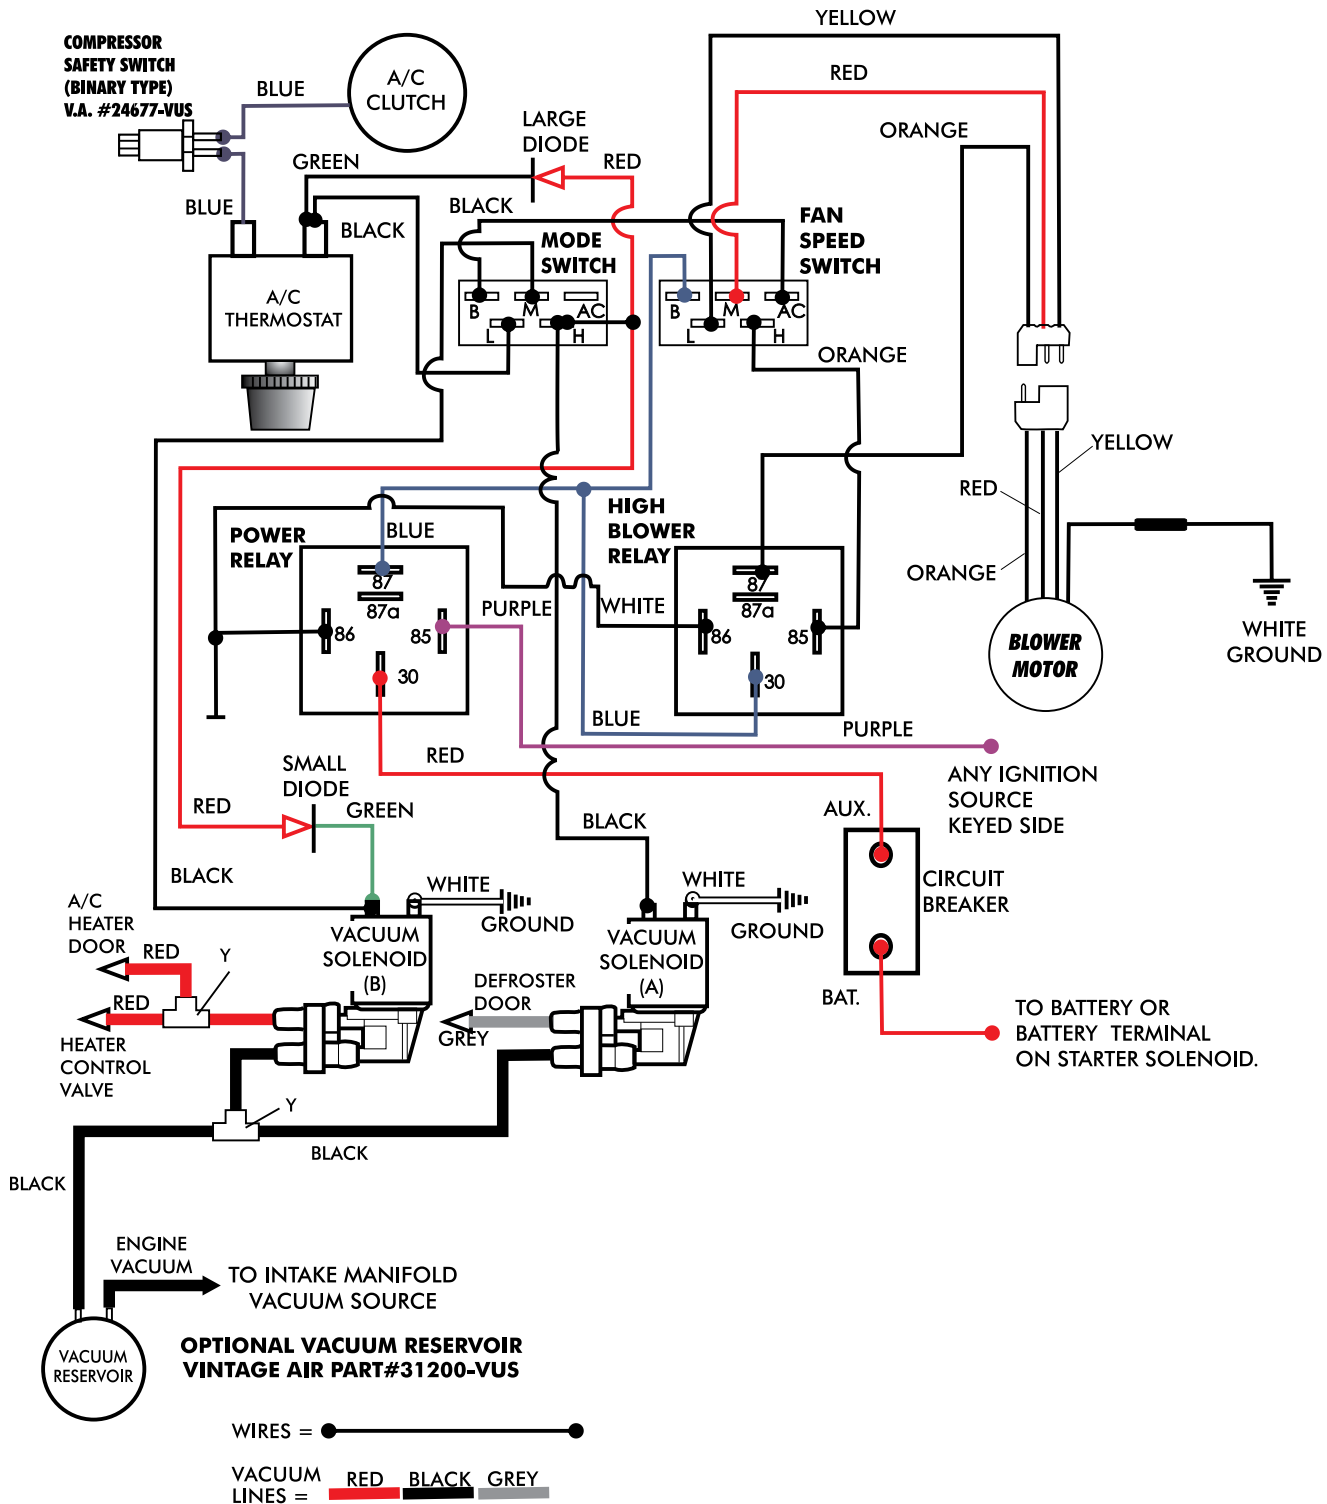 YELLOW
COMPRESSOR
SAFETY SWITCH
(BINARY TYPE)
V.A. #24677-VUS
BLUE
A/C
CLUTCH
RED
LARGE
DIODE
ORANGE
GREEN
RED
BLUE
BLACK
BLACK
MODE
SWITCH
FAN
SPEED
SWITCH
A/C
THERMOSTAT
B
M
AC
L
H
B
M
AC
L
H
ORANGE
YELLOW
RED
ORANGE
POWER
RELAY
BLUE
HIGH
BLOWER
RELAY
87
87a
86
85
30
PURPLE
WHITE
87
87a
86
85
30
BLOWER
MOTOR
WHITE
GROUND
BLUE
PURPLE
RED
ANY IGNITION
SOURCE
KEYED SIDE
SMALL
DIODE
RED
GREEN
BLACK
AUX.
CIRCUIT
BREAKER
BAT.
TO BATTERY OR
BATTERY TERMINAL
ON STARTER SOLENOID.
BLACK
WHITE
GROUND
WHITE
GROUND
A/C
HEATER
DOOR
RED
Y
VACUUM
SOLENOID
(B)
VACUUM
SOLENOID
(A)
DEFROSTER
DOOR
GREY
RED
HEATER
CONTROL
VALVE
Y
BLACK
BLACK
ENGINE
VACUUM
TO INTAKE MANIFOLD
VACUUM SOURCE
VACUUM
RESERVOIR
OPTIONAL VACUUM RESERVOIR
VINTAGE AIR PART#31200-VUS
WIRES =
VACUUM
LINES =
RED
BLACK
GREY